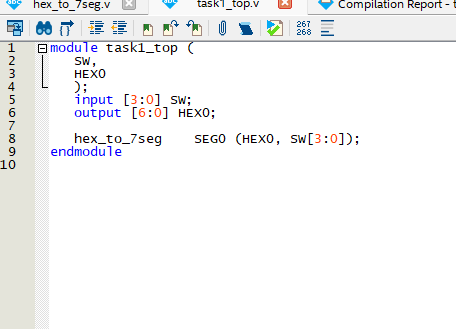 hex_to_7seg.v
task1_top.v
Compilation Report - t
267
268
1 module task1_top (
2 SW,
3 HEX0
4 );
5 input [3:0] SW;
6 output [6:0] HEX0;
7
8 hex_to_7seg    SEG0 (HEX0, SW[3:0]);
9 endmodule
10